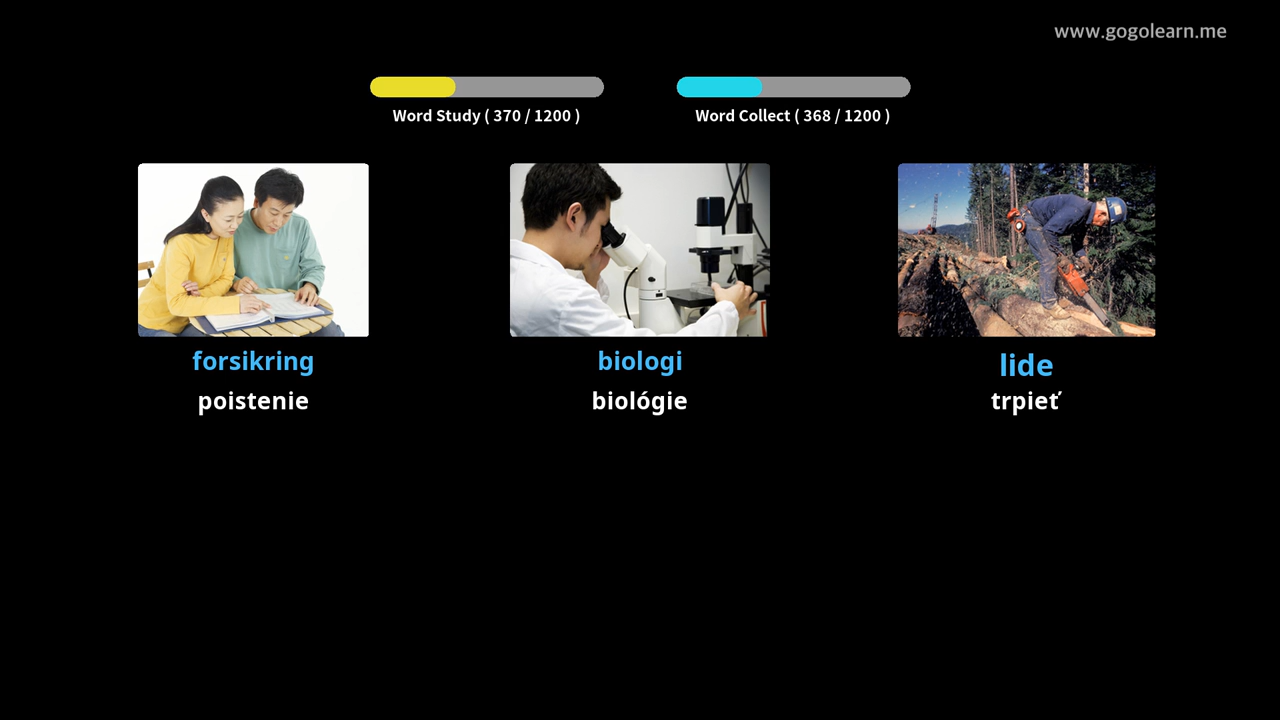 www.gogolearn.me
Word Study ( 370 / 1200 )
Word Collect ( 368 / 1200 )
forsikring
biologi
lide
poistenie
biológie
trpieť